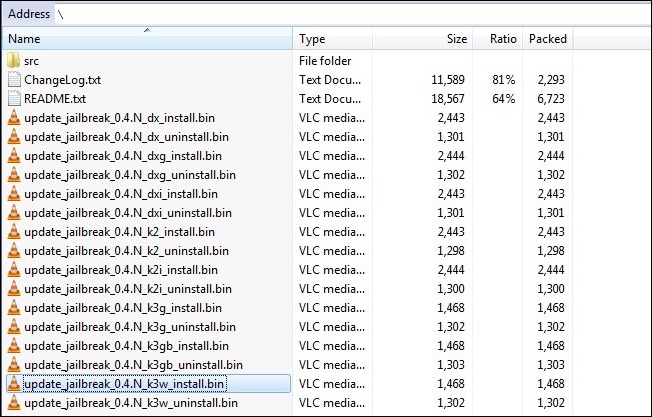 Address \
Name Type Size Ratio Packed
src File folder
ChangeLog.txt Text Docu... 11,589 81% 2,293
README.txt Text Docu... 18,567 64% 6,723
update_jailbreak_0.4.N_dx_install.bin VLC media... 2,443 2,443
update_jailbreak_0.4.N_dx_uninstall.bin VLC media... 1,301 1,301
update_jailbreak_0.4.N_dxg_install.bin VLC media... 2,444 2,444
update_jailbreak_0.4.N_dxg_uninstall.bin VLC media... 1,302 1,302
update_jailbreak_0.4.N_dxi_install.bin VLC media... 2,443 2,443
update_jailbreak_0.4.N_dxi_uninstall.bin VLC media... 1,301 1,301
update_jailbreak_0.4.N_k2_install.bin VLC media... 2,443 2,443
update_jailbreak_0.4.N_k2_uninstall.bin VLC media... 1,298 1,298
update_jailbreak_0.4.N_k2i_install.bin VLC media... 2,444 2,444
update_jailbreak_0.4.N_k2i_uninstall.bin VLC media... 1,300 1,300
update_jailbreak_0.4.N_k3g_install.bin VLC media... 1,468 1,468
update_jailbreak_0.4.N_k3g_uninstall.bin VLC media... 1,302 1,302
update_jailbreak_0.4.N_k3gb_install.bin VLC media... 1,468 1,468
update_jailbreak_0.4.N_k3gb_uninstall.bin VLC media... 1,303 1,303
update_jailbreak_0.4.N_k3w_install.bin VLC media... 1,468 1,468
update_jailbreak_0.4.N_k3w_uninstall.bin VLC media... 1,302 1,302